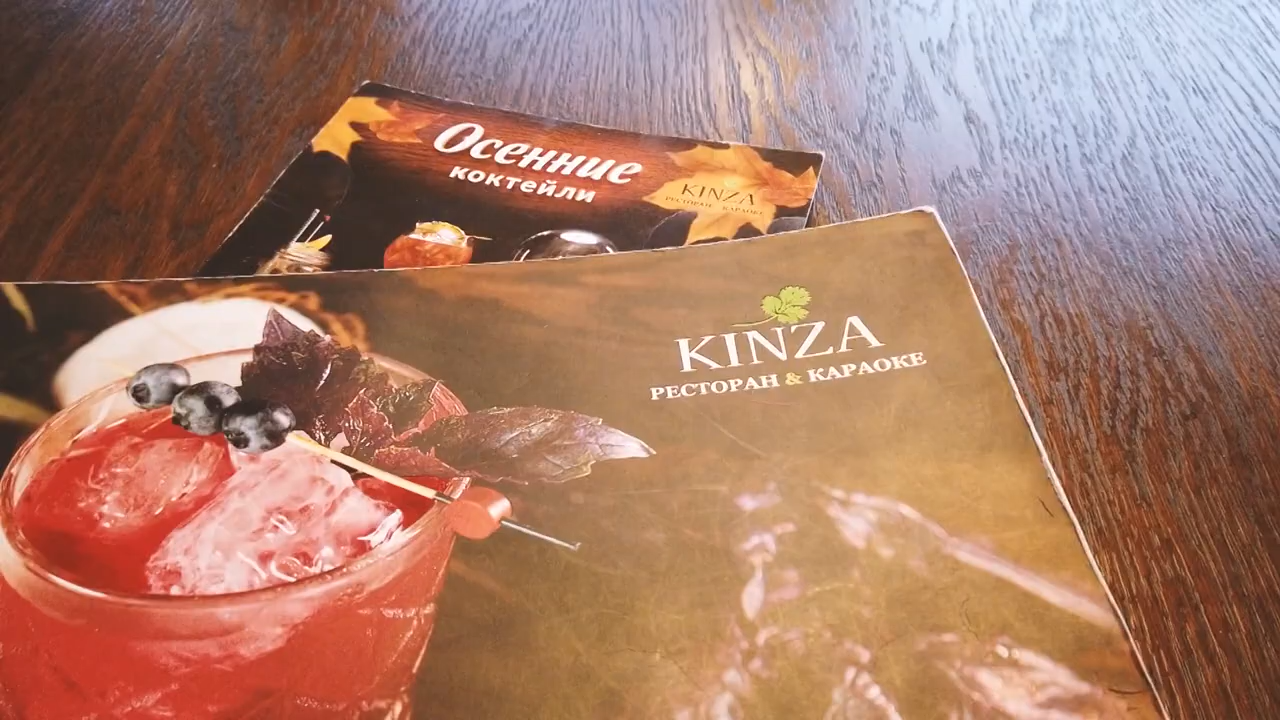 Осенние
коктейли
KINZA
РЕСТОРАН КАРАОКЕ
KINZA
РЕСТОРАН & КАРАОКЕ